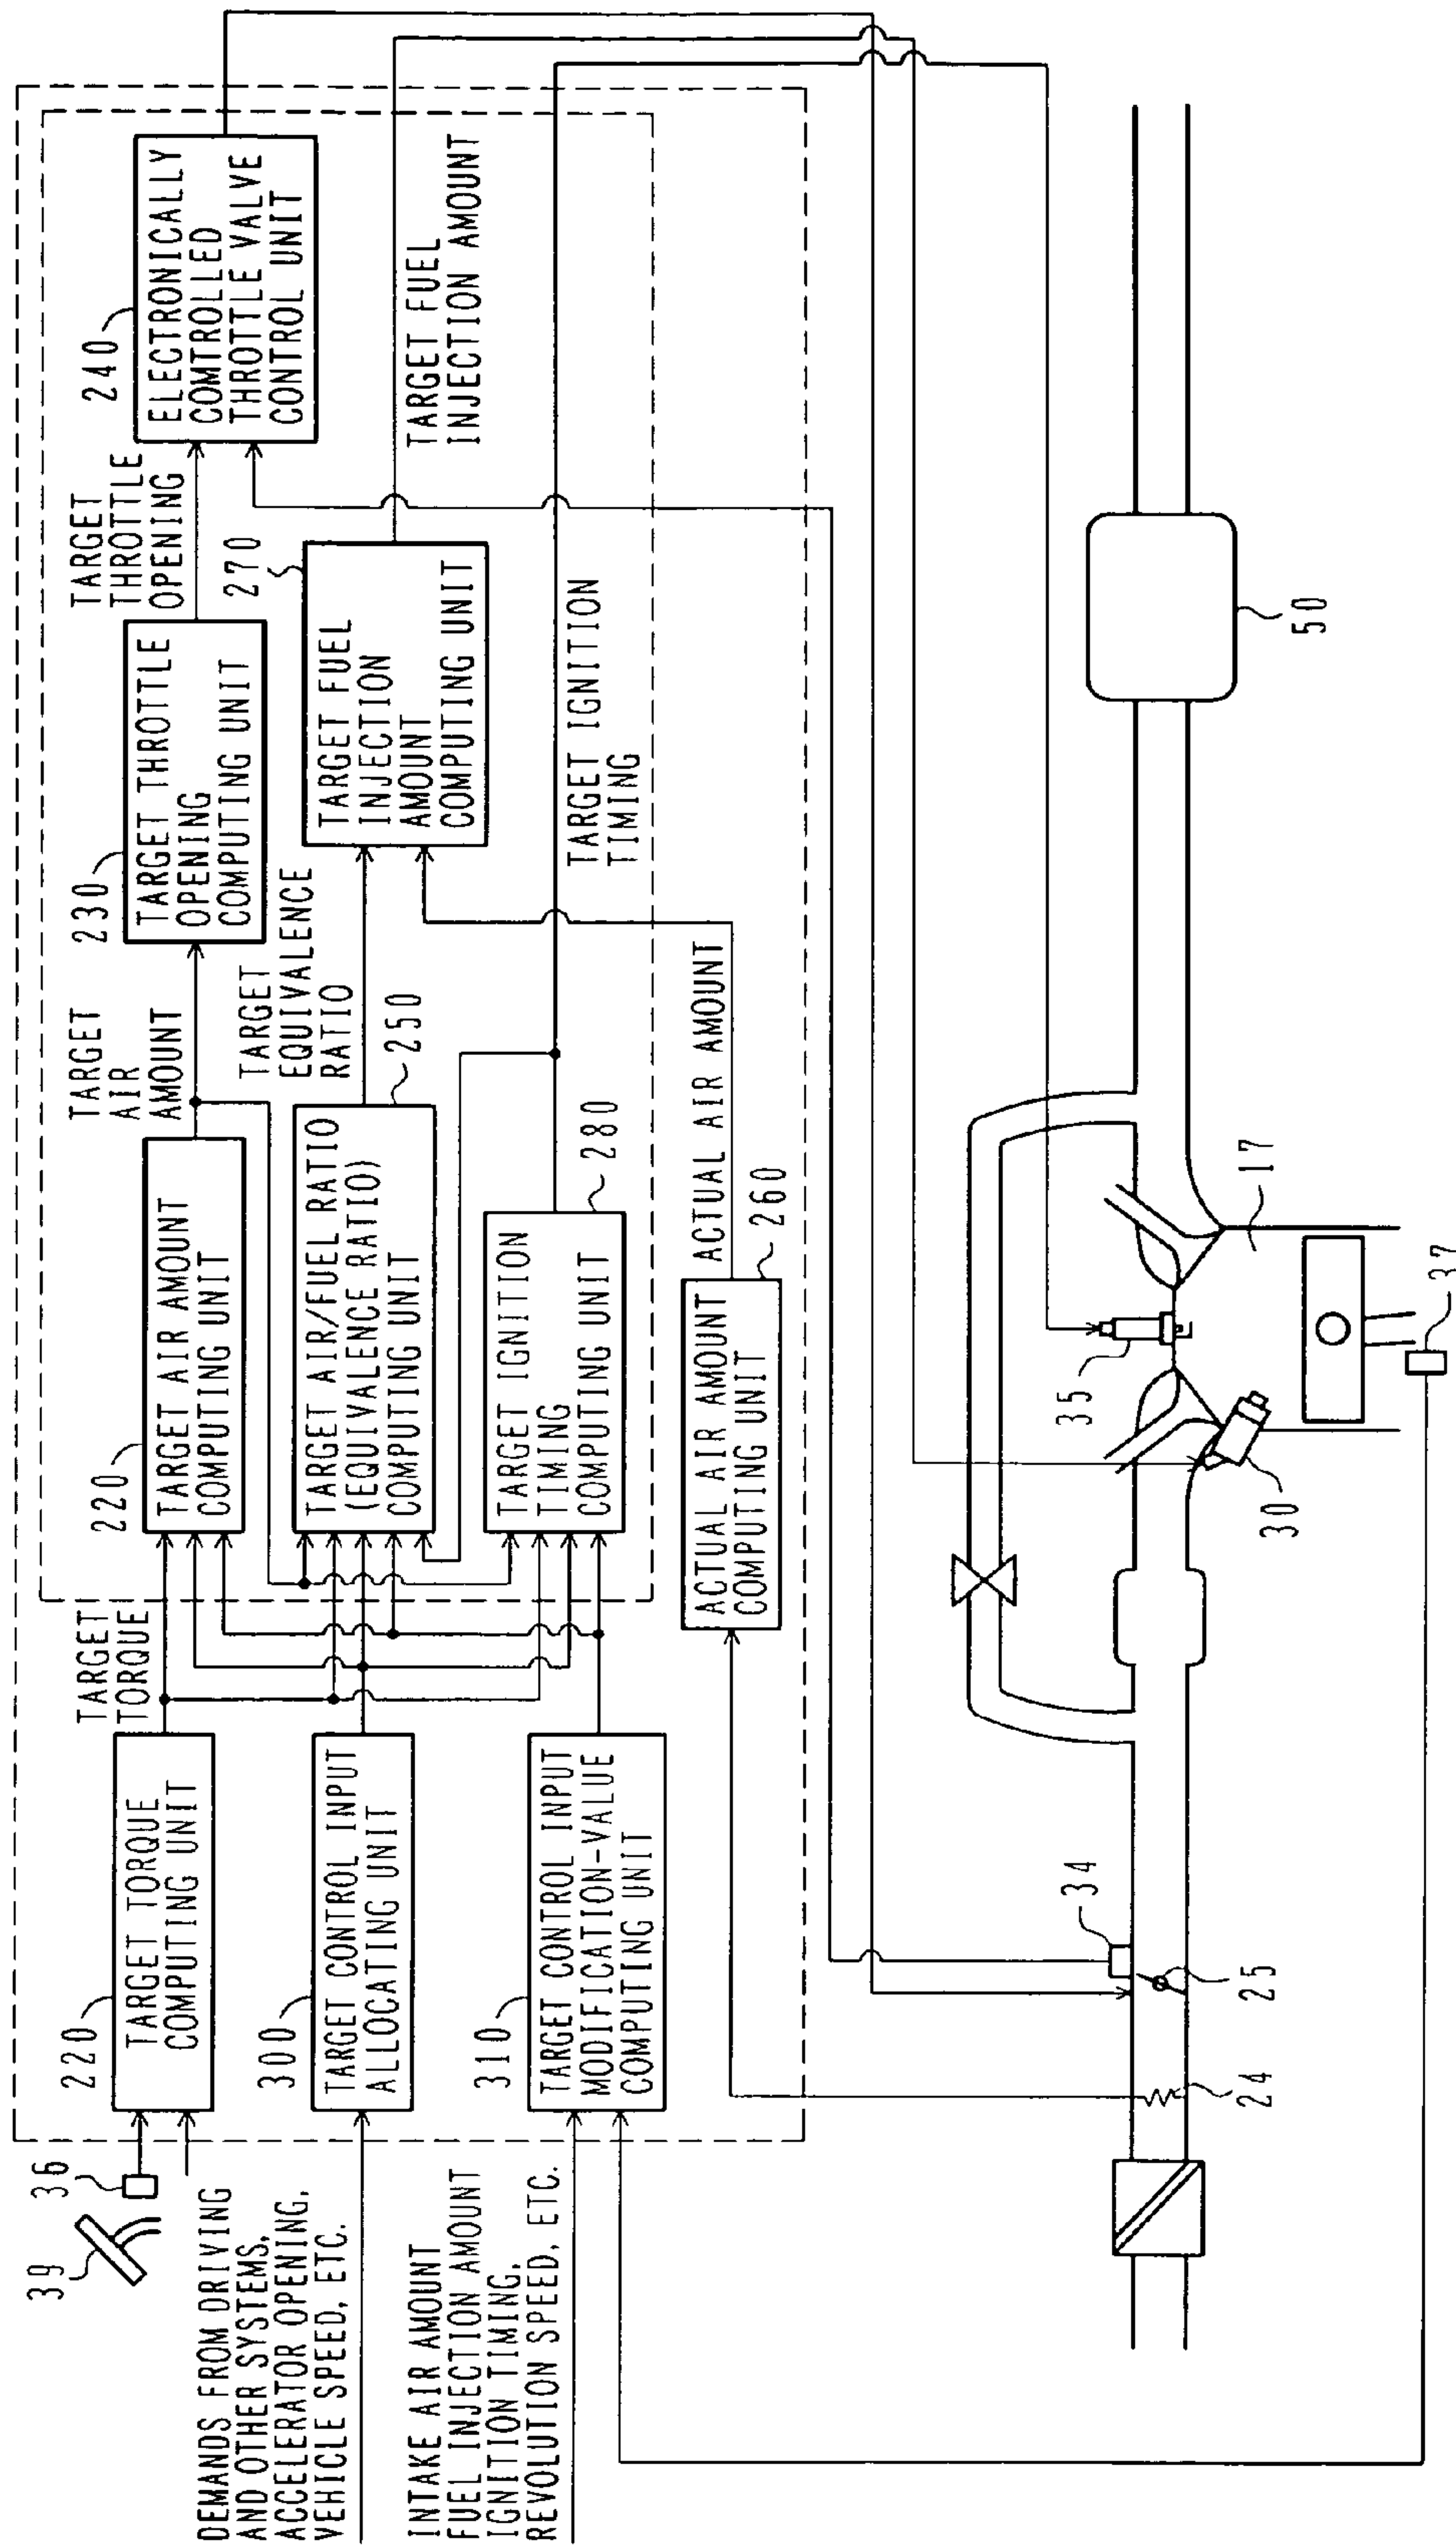 39
36
DEMANDS FROM DRIVING
AND OTHER SYSTEMS,
ACCELERATOR OPENING,
VEHICLE SPEED, ETC.
INTAKE AIR AMOUNT
FUEL INJECTION AMOUNT
IGNITION TIMING,
REVOLUTION SPEED, ETC.
220
TARGET TORQUE
COMPUTING UNIT
300
TARGET CONTROL INPUT
ALLOCATING UNIT
310
TARGET CONTROL INPUT
MODIFICATION-VALUE
COMPUTING UNIT
TARGET
TORQUE
220
TARGET AIR AMOUNT
COMPUTING UNIT
TARGET AIR/FUEL RATIO
(EQUIVALENCE RATIO)
COMPUTING UNIT
250
TARGET IGNITION
TIMING
COMPUTING UNIT
280
ACTUAL AIR AMOUNT
COMPUTING UNIT
260
ACTUAL AIR AMOUNT
TARGET
AIR
AMOUNT
TARGET
EQUIVALENCE
RATIO
230
TARGET THROTTLE
OPENING
COMPUTING UNIT
270
TARGET FUEL
INJECTION
AMOUNT
COMPUTING UNIT
TARGET IGNITION
TIMING
TARGET
THROTTLE
OPENING
240
ELECTRONICALLY
COMTROLLED
THROTTLE VALVE
CONTROL UNIT
TARGET FUEL
INJECTION AMOUNT
24
25
34
30
35
17
37
50